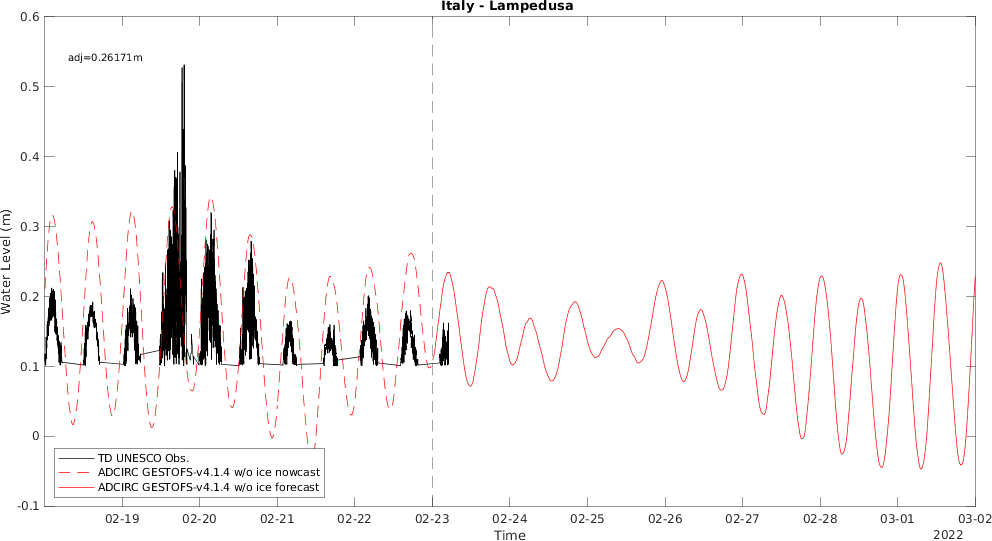 Italy - Lampedusa
adj=0.26171m
Water Level (m)
0.6
0.5
0.4
0.3
0.2
0.1
0
-0.1
TD UNESCO Obs.
ADCIRC GESTOFS-v4.1.4 w/o ice nowcast
ADCIRC GESTOFS-v4.1.4 w/o ice forecast
02-19 02-20 02-21 02-22 02-23 02-24 02-25 02-26 02-27 02-28 03-01 03-02
Time
2022